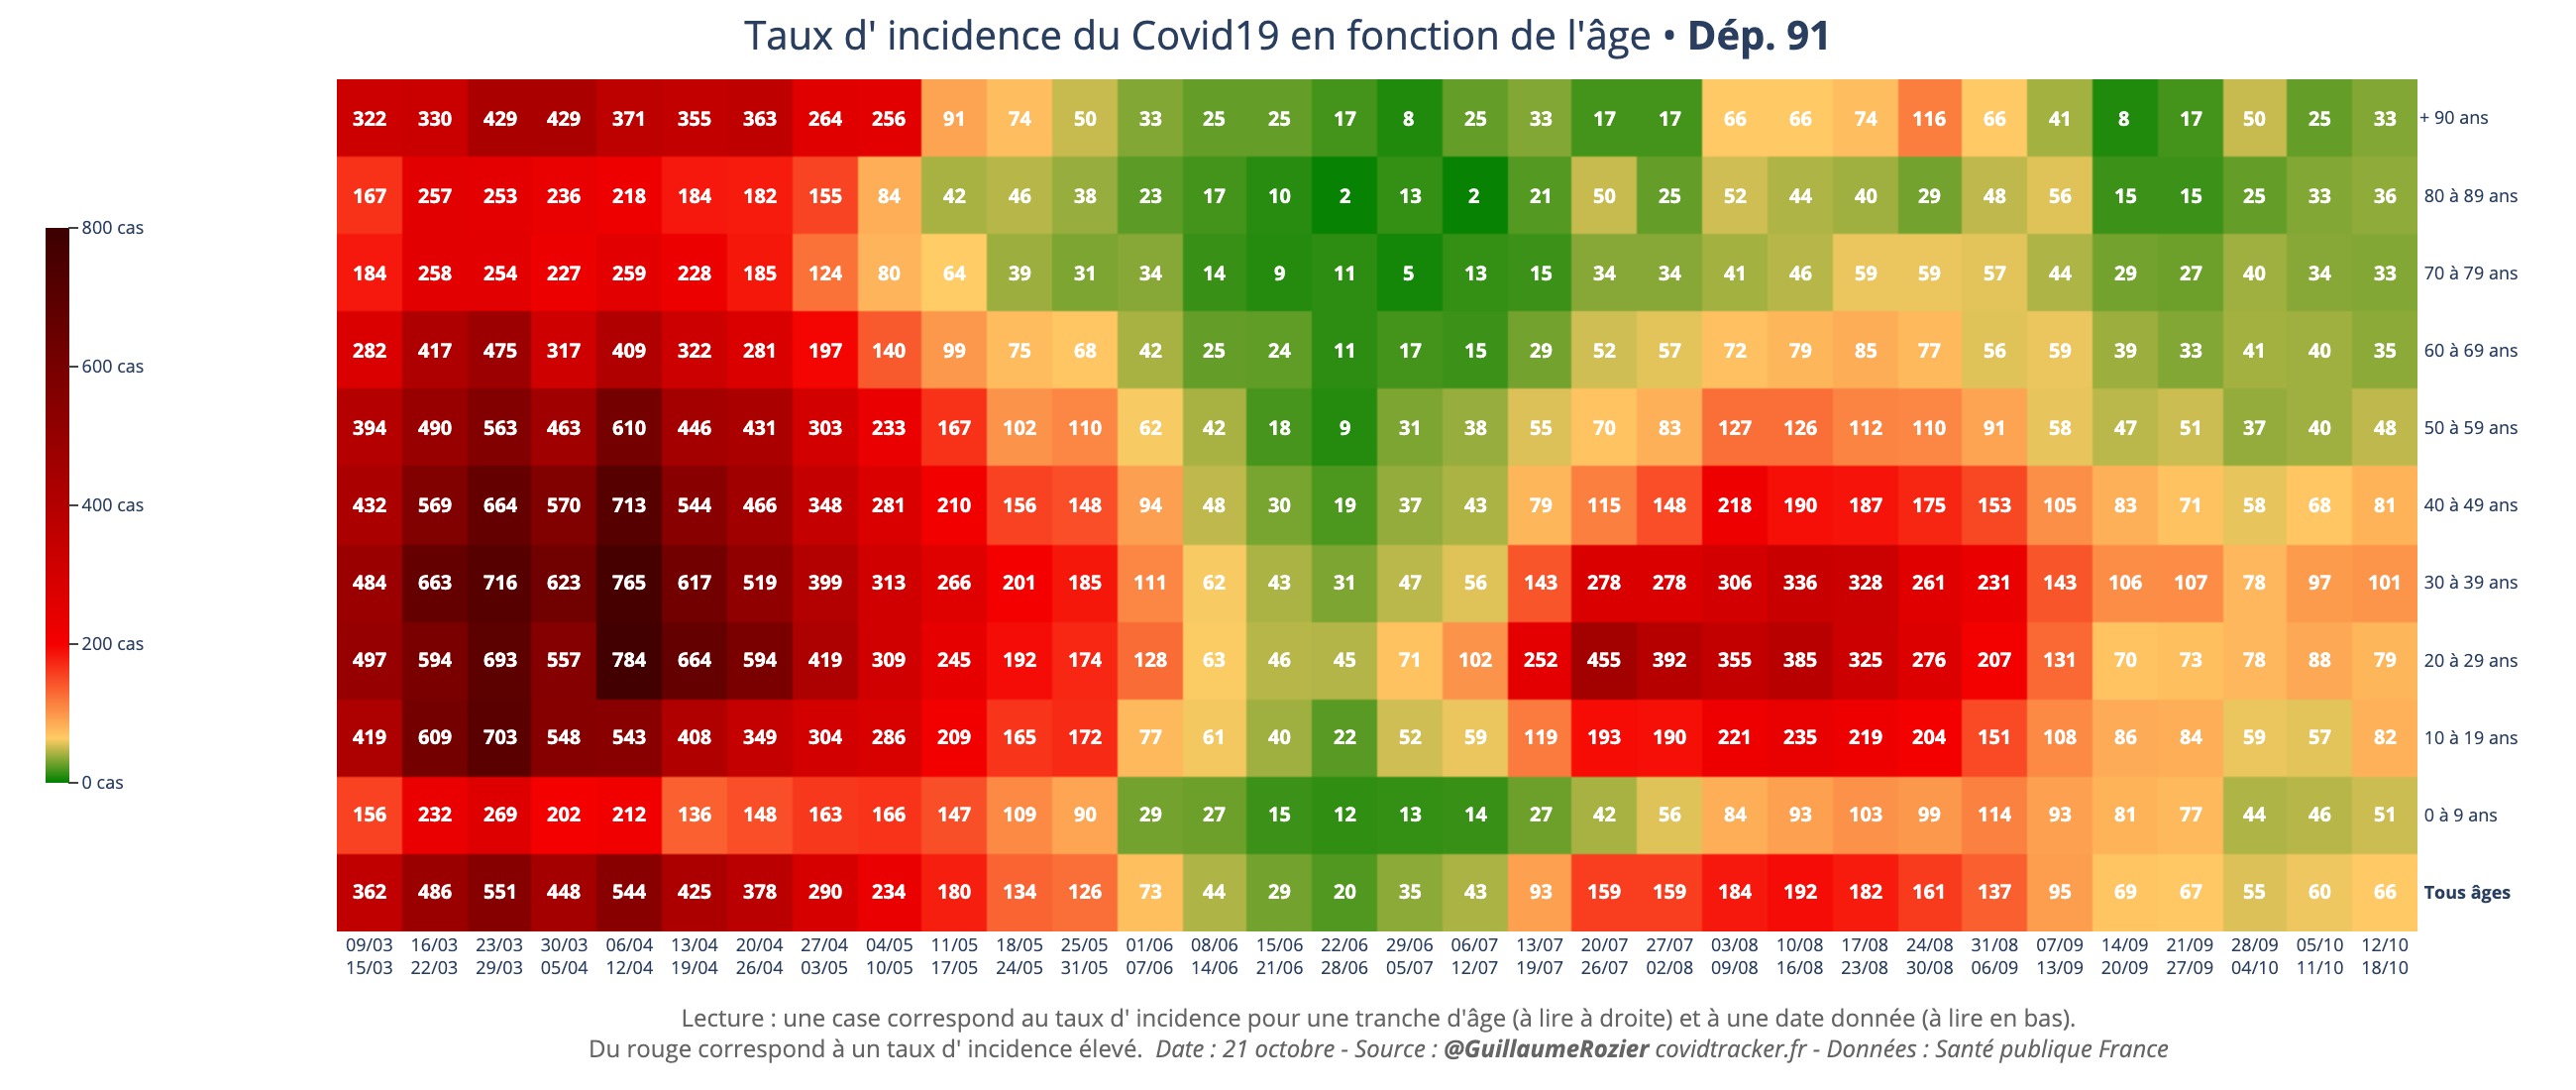 Taux d' incidence du Covid19 en fonction de l'âge • Dép. 91
800 cas
600 cas
400 cas
200 cas
0 cas
322 330 429 429 371 355 363 264 256 91 74 50 33 25 25 17 8 25 33 17 17 66 66 74 116 66 41 8 17 50 25 33 + 90 ans
167 257 253 236 218 184 182 155 84 42 46 38 23 17 10 2 13 2 21 50 25 52 44 40 29 48 56 15 15 25 33 36 80 à 89 ans
184 258 254 227 259 228 185 124 80 64 39 31 34 14 9 11 5 13 15 34 34 41 46 59 59 57 44 29 27 40 34 33 70 à 79 ans
282 417 475 317 409 322 281 197 140 99 75 68 42 25 24 11 17 15 29 52 57 72 79 85 77 56 59 39 33 41 40 35 60 à 69 ans
394 490 563 463 610 446 431 303 233 167 102 110 62 42 18 9 31 38 55 70 83 127 126 112 110 91 58 47 51 37 40 48 50 à 59 ans
432 569 664 570 713 544 466 348 281 210 156 148 94 48 30 19 37 43 79 115 148 218 190 187 175 153 105 83 71 58 68 81 40 à 49 ans
484 663 716 623 765 617 519 399 313 266 201 185 111 62 43 31 47 56 143 278 278 306 336 328 261 231 143 106 107 78 97 101 30 à 39 ans
497 594 693 557 784 664 594 419 309 245 192 174 128 63 46 45 71 102 252 455 392 355 385 325 276 207 131 70 73 78 88 79 20 à 29 ans
419 609 703 548 543 408 349 304 286 209 165 172 77 61 40 22 52 59 119 193 190 221 235 219 204 151 108 86 84 59 57 82 10 à 19 ans
156 232 269 202 212 136 148 163 166 147 109 90 29 27 15 12 13 14 27 42 56 84 93 103 99 114 93 81 77 44 46 51 0 à 9 ans
362 486 551 448 544 425 378 290 234 180 134 126 73 44 29 20 35 43 93 159 159 184 192 182 161 137 95 69 67 55 60 66 Tous âges
09/03 16/03 23/03 30/03 06/04 13/04 20/04 27/04 04/05 11/05 18/05 25/05 01/06 08/06 15/06 22/06 29/06 06/07 13/07 20/07 27/07 03/08 10/08 17/08 24/08 31/08 07/09 14/09 21/09 28/09 05/10 12/10
15/03 22/03 29/03 05/04 12/04 19/04 26/04 03/05 10/05 17/05 24/05 31/05 07/06 14/06 21/06 28/06 05/07 12/07 19/07 26/07 02/08 09/08 16/08 23/08 30/08 06/09 13/09 20/09 27/09 04/10 11/10 18/10
Lecture : une case correspond au taux d' incidence pour une tranche d'âge (à lire à droite) et à une date donnée (à lire en bas).
Du rouge correspond à un taux d' incidence élevé. Date : 21 octobre - Source : @GuillaumeRozier covidtracker.fr - Données : Santé publique France